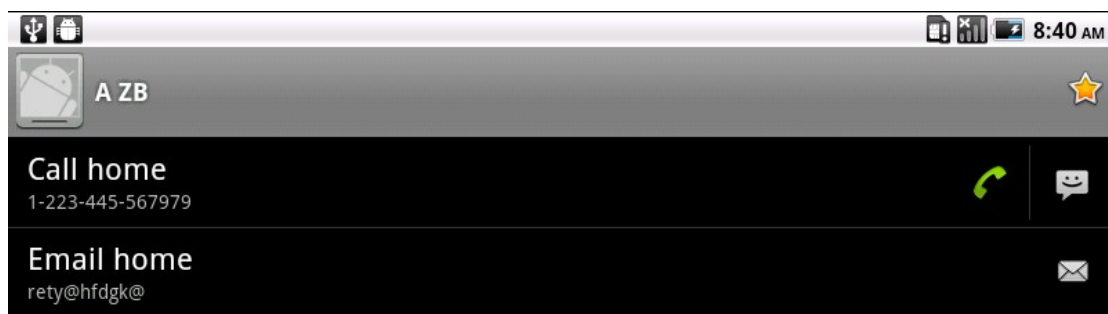 8:40 AM
A ZB
Call home
1-223-445-567979
Email home
rety@hfdgk@